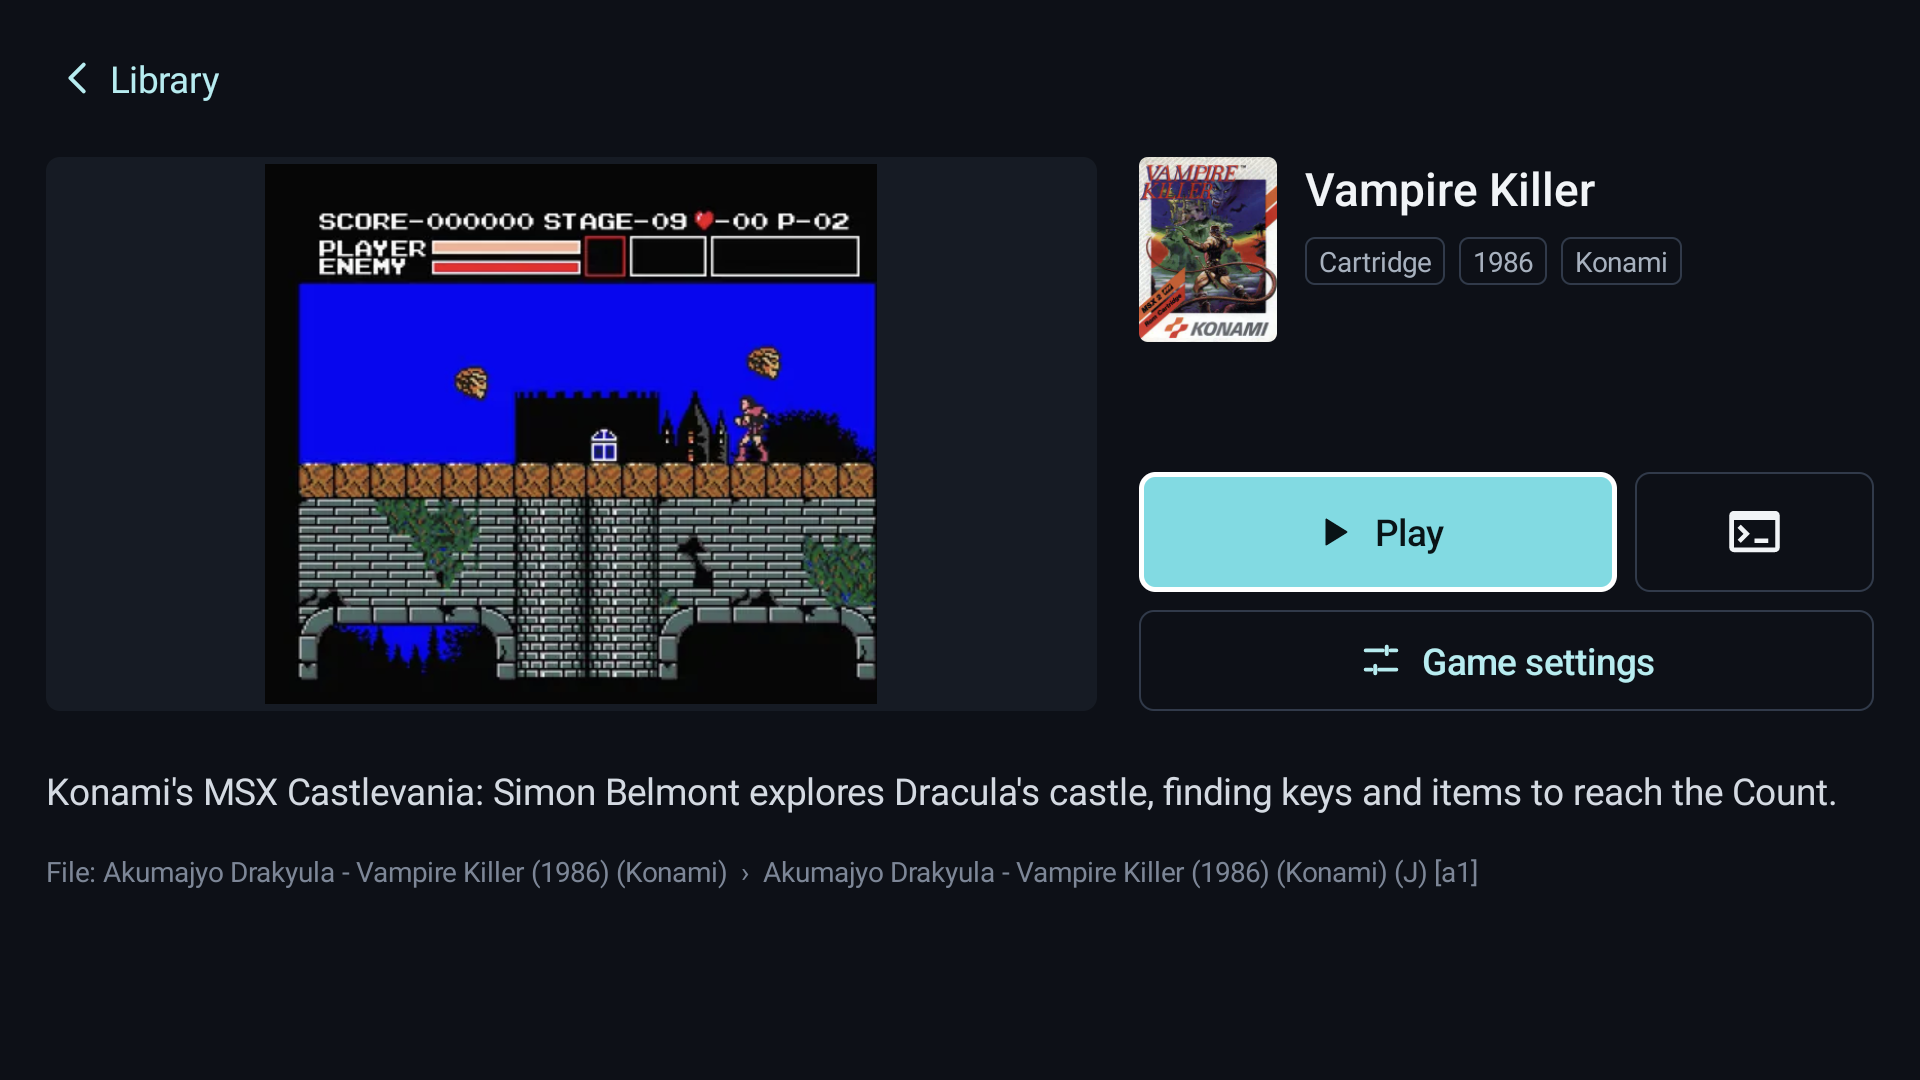 Library
SCORE-000000 STAGE-09 ❤-00 P-02
PLAYER
ENEMY
VAMPIRE
KILLER
MSX 2
KONAMI
Vampire Killer
Cartridge
1986
Konami
Play
Game settings
Konami's MSX Castlevania: Simon Belmont explores Dracula's castle, finding keys and items to reach the Count.
File: Akumajyo Drakyula - Vampire Killer (1986) (Konami) › Akumajyo Drakyula - Vampire Killer (1986) (Konami) (J) [a1]